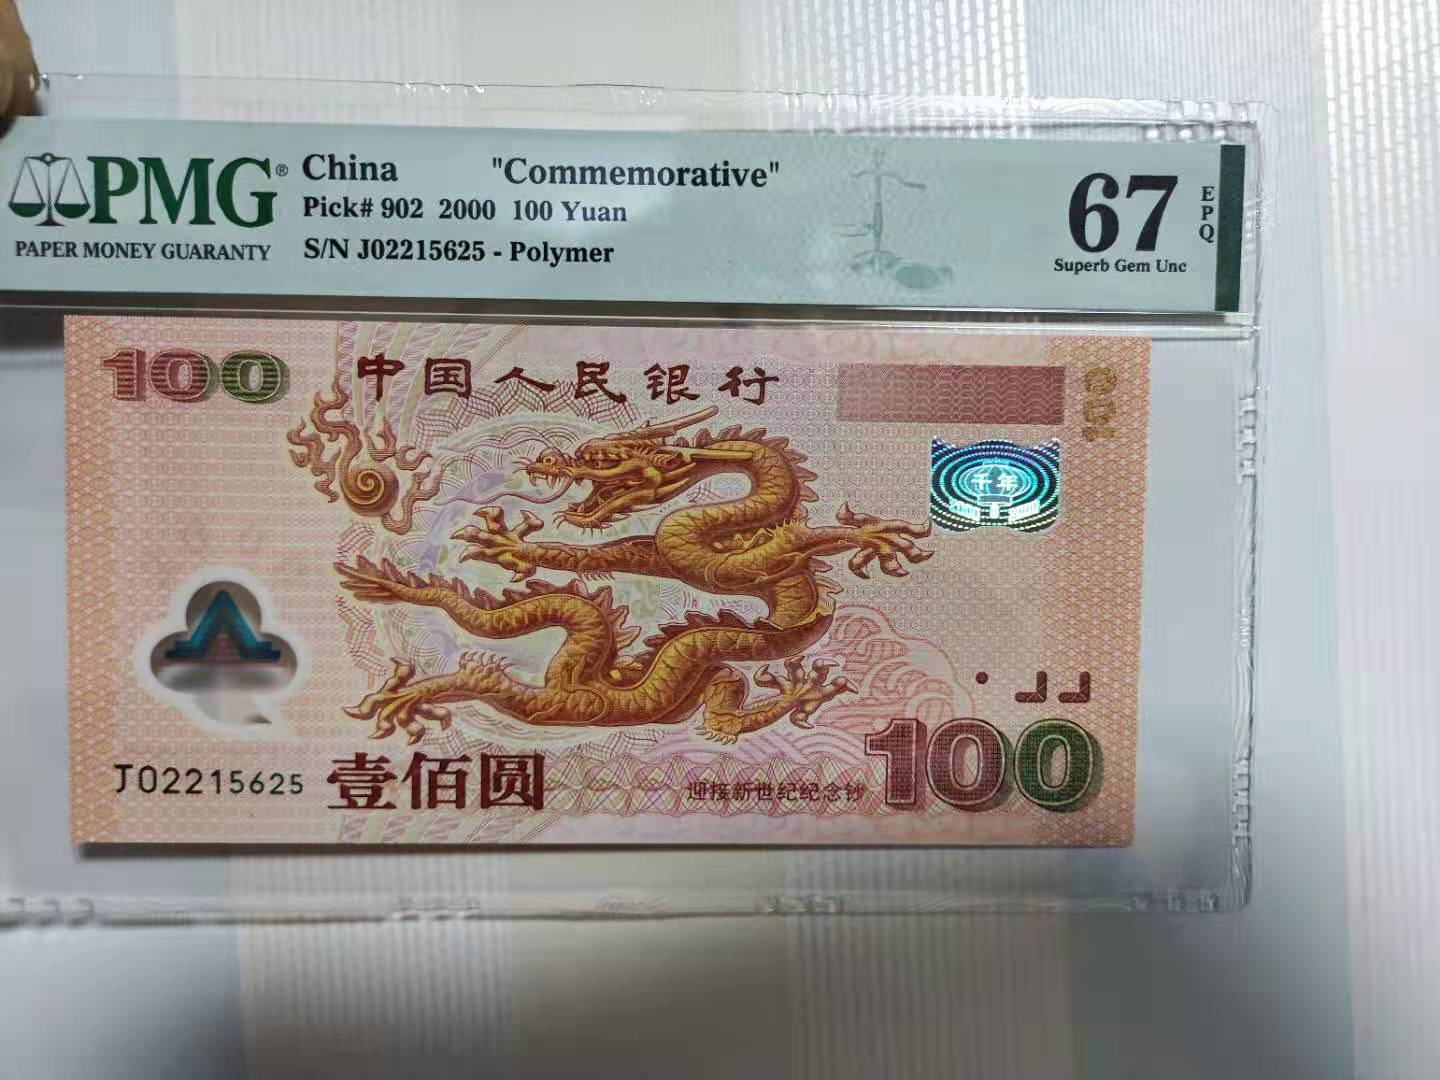 PMG® China "Commemorative"
PAPER MONEY GUARANTY
Pick# 902 2000 100 Yuan
S/N J02215625 - Polymer
67 EPQ
Superb Gem Unc
100 中国人民银行 100
千年
J02215625 壹佰圆 迎接新世纪纪念钞 100